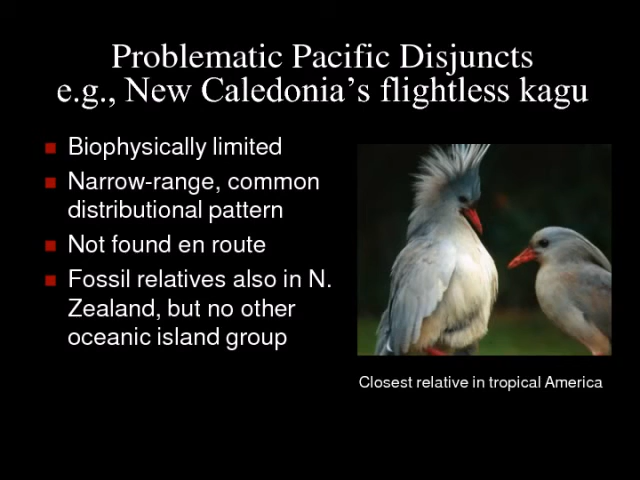 Problematic Pacific Disjuncts
e.g., New Caledonia’s flightless kagu
Biophysically limited
Narrow-range, common
distributional pattern
Not found en route
Fossil relatives also in N.
Zealand, but no other
oceanic island group
Closest relative in tropical America